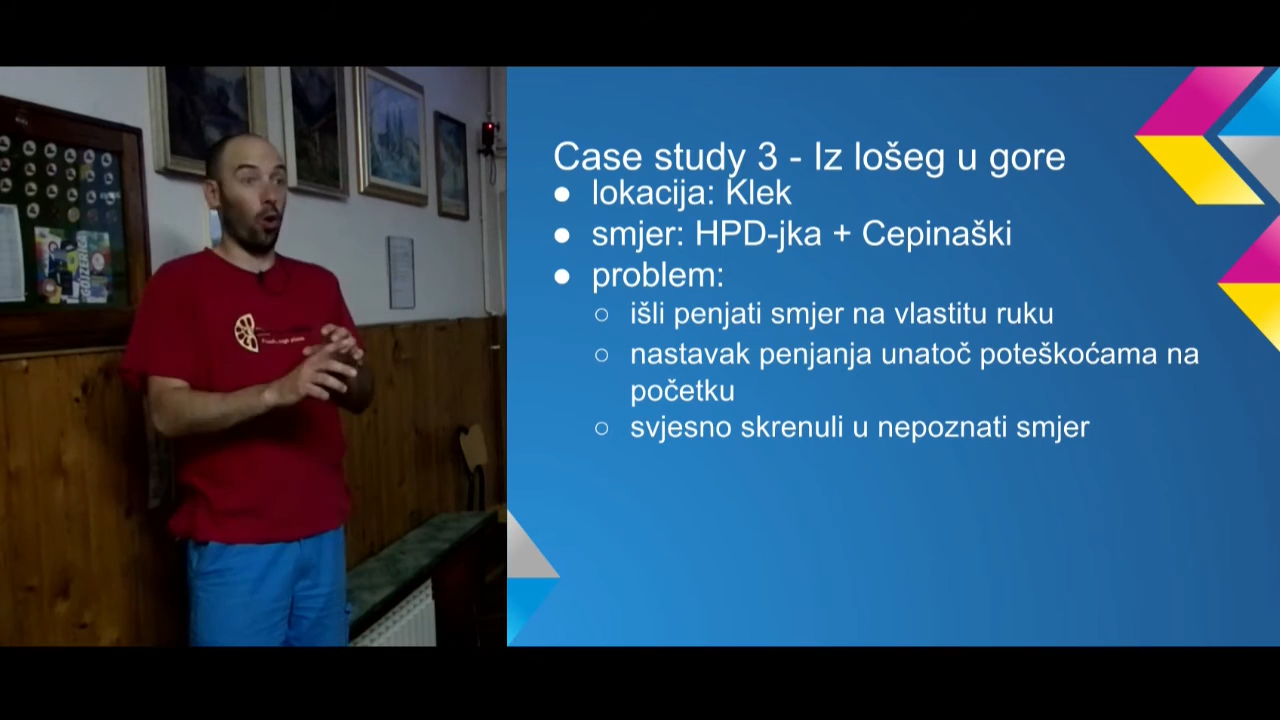 Case study 3 - Iz lošeg u gore
● lokacija: Klek
● smjer: HPD-jka + Cepinaški
● problem:
○ išli penjati smjer na vlastitu ruku
○ nastavak penjanja unatoč poteškoćama na
početku
○ svjesno skrenuli u nepoznati smjer